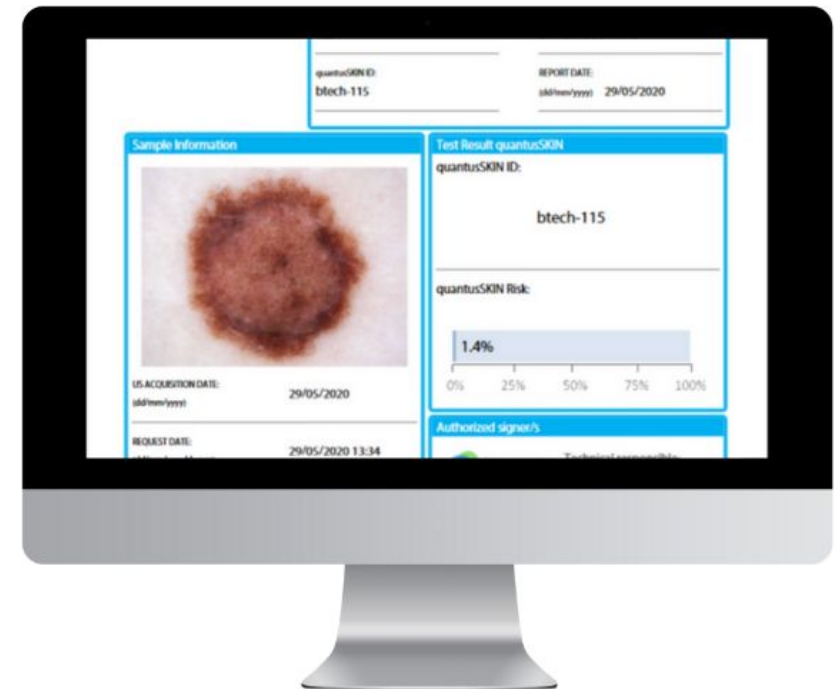 quantusSKIN ID:
btech-115
REPORT DATE:
(dd/mm/yyyy) 29/05/2020
Sample Information
US ACQUISITION DATE:
(dd/mm/yyyy)
29/05/2020
REQUEST DATE:
29/05/2020 13:34
Test Result quantusSKIN
quantusSKIN ID:
btech-115
quantusSKIN Risk:
1.4%
0% 25% 50% 75% 100%
Authorized signer/s
Technical responsible: